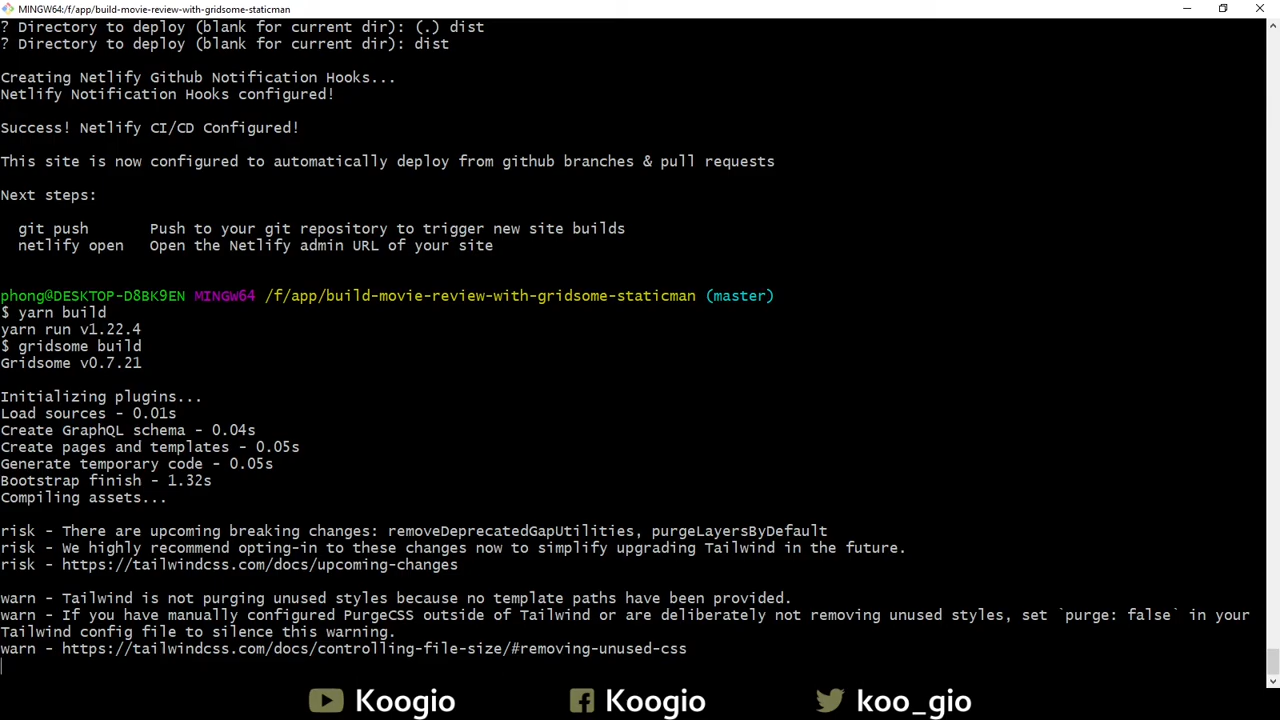 MINGW64:/f/app/build-movie-review-with-gridsome-staticman
? Directory to deploy (blank for current dir): (.) dist
? Directory to deploy (blank for current dir): dist
Creating Netlify Github Notification Hooks...
Netlify Notification Hooks configured!
Success! Netlify CI/CD Configured!
This site is now configured to automatically deploy from github branches & pull requests
Next steps:
git push Push to your git repository to trigger new site builds
netlify open Open the Netlify admin URL of your site
phong@DESKTOP-D8BK9EN MINGW64 /f/app/build-movie-review-with-gridsome-staticman (master)
$ yarn build
yarn run v1.22.4
$ gridsome build
Gridsome v0.7.21
Initializing plugins...
Load sources - 0.01s
Create GraphQL schema - 0.04s
Create pages and templates - 0.05s
Generate temporary code - 0.05s
Bootstrap finish - 1.32s
Compiling assets...
risk - There are upcoming breaking changes: removeDeprecatedGapUtilities, purgeLayersByDefault
risk - We highly recommend opting-in to these changes now to simplify upgrading Tailwind in the future.
risk - https://tailwindcss.com/docs/upcoming-changes
warn - Tailwind is not purging unused styles because no template paths have been provided.
warn - If you have manually configured PurgeCSS outside of Tailwind or are deliberately not removing unused styles, set `purge: false` in your
Tailwind config file to silence this warning.
warn - https://tailwindcss.com/docs/controlling-file-size/#removing-unused-css
Koogio Koogio koo_gio